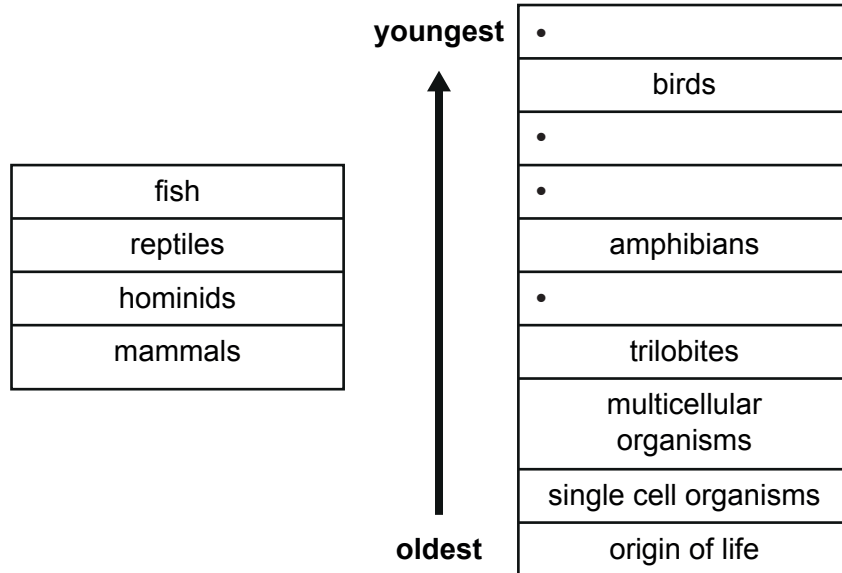 fish
reptiles
hominids
mammals
youngest
oldest
•
birds
•
•
amphibians
•
trilobites
multicellular
organisms
single cell organisms
origin of life